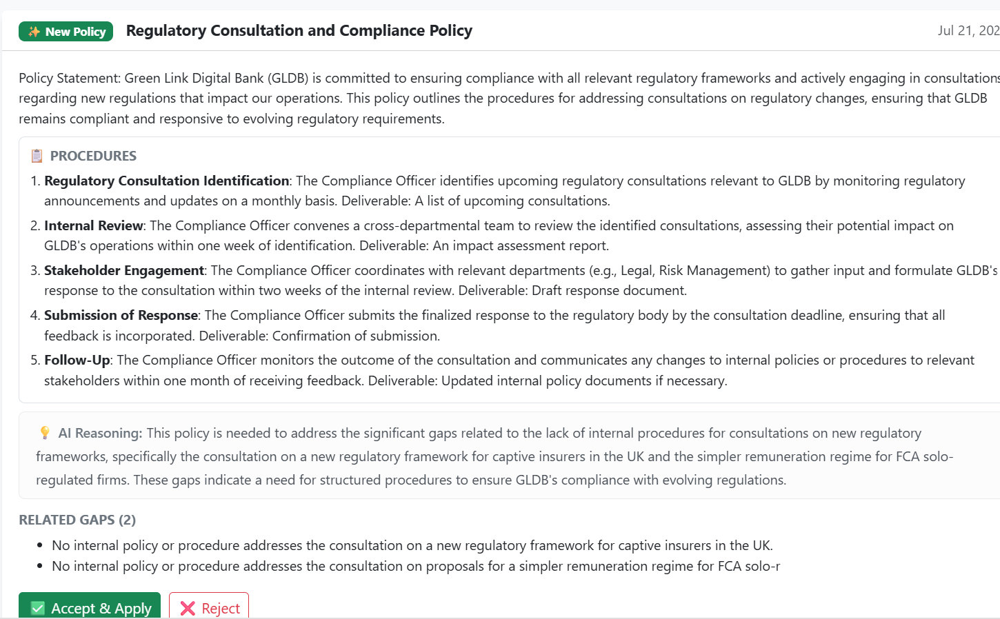 ✨ New Policy Regulatory Consultation and Compliance Policy Jul 21, 202
Policy Statement: Green Link Digital Bank (GLDB) is committed to ensuring compliance with all relevant regulatory frameworks and actively engaging in consultations
regarding new regulations that impact our operations. This policy outlines the procedures for addressing consultations on regulatory changes, ensuring that GLDB
remains compliant and responsive to evolving regulatory requirements.
📋 PROCEDURES
1. Regulatory Consultation Identification: The Compliance Officer identifies upcoming regulatory consultations relevant to GLDB by monitoring regulatory
announcements and updates on a monthly basis. Deliverable: A list of upcoming consultations.
2. Internal Review: The Compliance Officer convenes a cross-departmental team to review the identified consultations, assessing their potential impact on
GLDB's operations within one week of identification. Deliverable: An impact assessment report.
3. Stakeholder Engagement: The Compliance Officer coordinates with relevant departments (e.g., Legal, Risk Management) to gather input and formulate GLDB's
response to the consultation within two weeks of the internal review. Deliverable: Draft response document.
4. Submission of Response: The Compliance Officer submits the finalized response to the regulatory body by the consultation deadline, ensuring that all
feedback is incorporated. Deliverable: Confirmation of submission.
5. Follow-Up: The Compliance Officer monitors the outcome of the consultation and communicates any changes to internal policies or procedures to relevant
stakeholders within one month of receiving feedback. Deliverable: Updated internal policy documents if necessary.
💡 AI Reasoning: This policy is needed to address the significant gaps related to the lack of internal procedures for consultations on new regulatory
frameworks, specifically the consultation on a new regulatory framework for captive insurers in the UK and the simpler remuneration regime for FCA solo-
regulated firms. These gaps indicate a need for structured procedures to ensure GLDB's compliance with evolving regulations.
RELATED GAPS (2)
• No internal policy or procedure addresses the consultation on a new regulatory framework for captive insurers in the UK.
• No internal policy or procedure addresses the consultation on proposals for a simpler remuneration regime for FCA solo-r
✅ Accept & Apply ❌ Reject